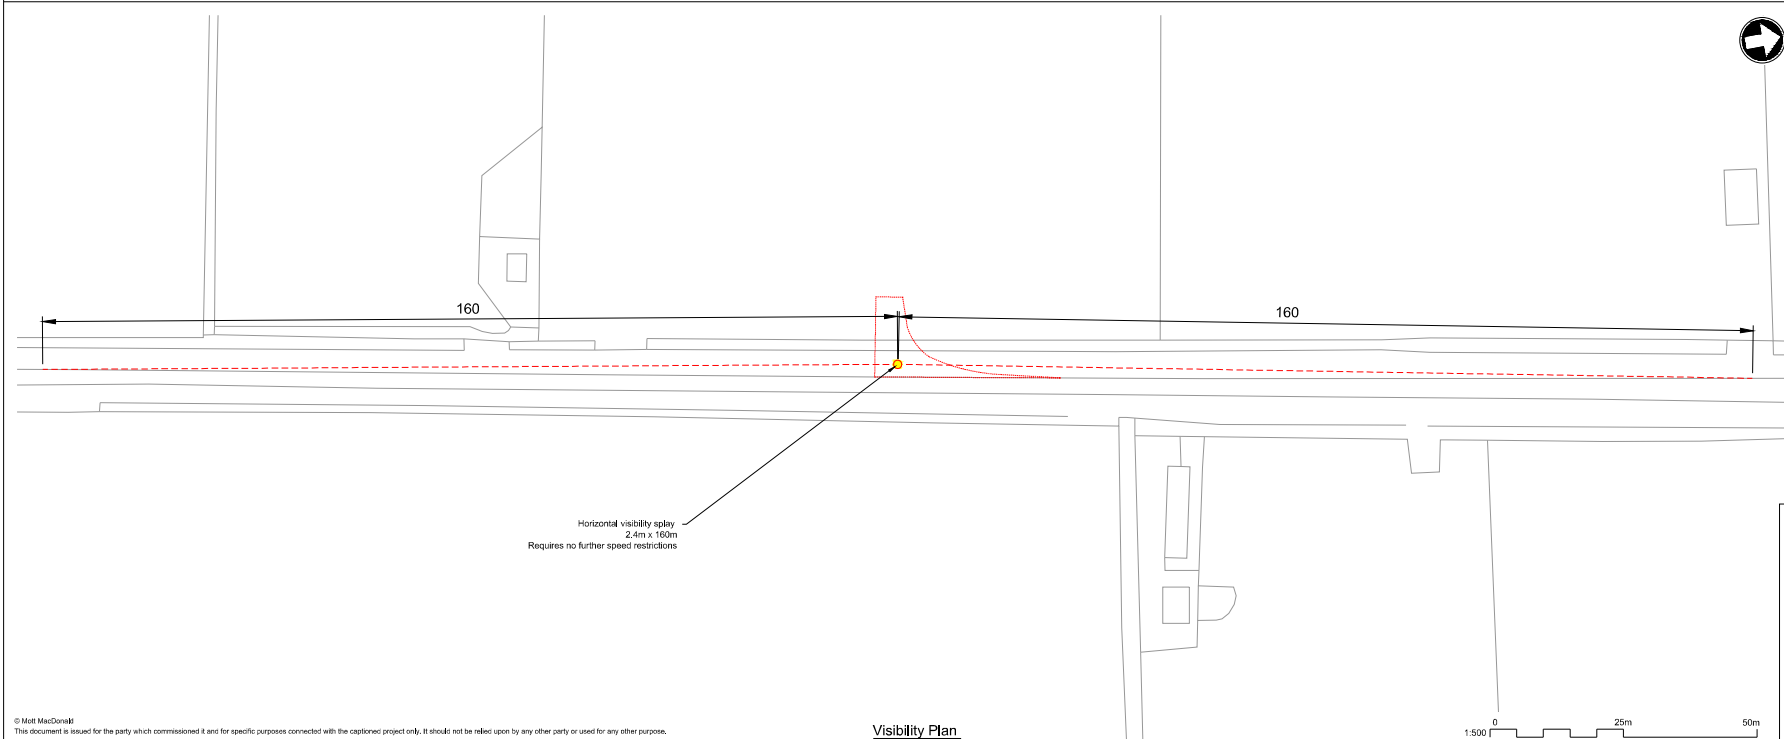 160
160
Horizontal visibility splay
2.4m x 160m
Requires no further speed restrictions
© Mott MacDonald
This document is issued for the party which commissioned it and for specific purposes connected with the captioned project only. It should not be relied upon by any other party or used for any other purpose.
Visibility Plan
0 25m 50m
1:500